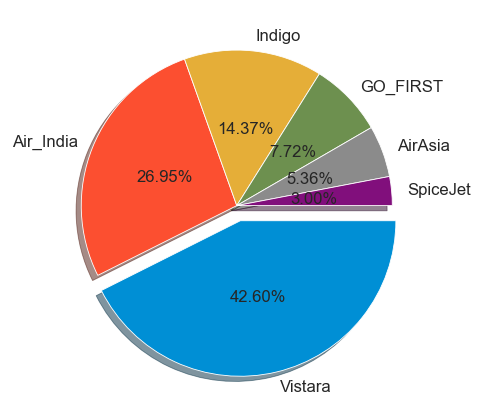 Indigo
GO_FIRST
Air_India
AirAsia
SpiceJet
14.37%
7.72%
26.95%
5.36%
3.00%
42.60%
Vistara